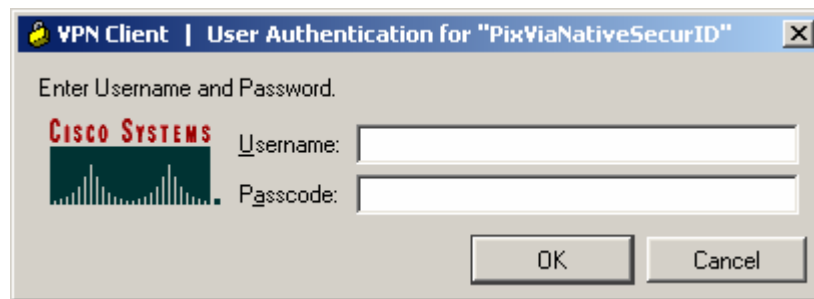 VPN Client | User Authentication for "PixViaNativeSecurID"
Enter Username and Password.
CISCO SYSTEMS
Username:
Passcode:
OK Cancel